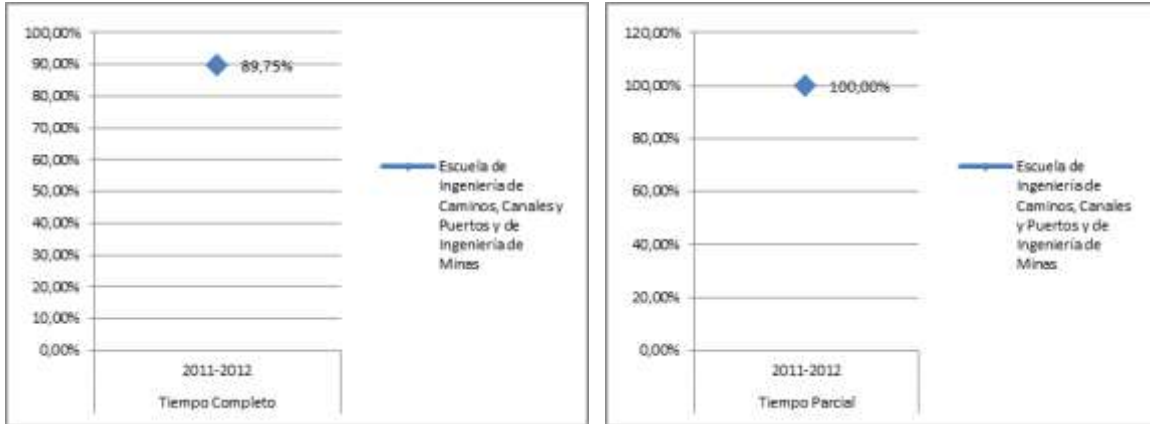 100,00%
90,00%
80,00%
70,00%
60,00%
50,00%
40,00%
30,00%
20,00%
10,00%
0,00%
89,75%
2011-2012
Tiempo Completo
Escuela de
Ingeniería de
Caminos, Canales y
Puertos y de
Ingeniería de
Minas
120,00%
100,00%
80,00%
60,00%
40,00%
20,00%
0,00%
100,00%
2011-2012
Tiempo Parcial
Escuela de
Ingeniería de
Caminos, Canales
y Puertos y de
Ingeniería de
Minas